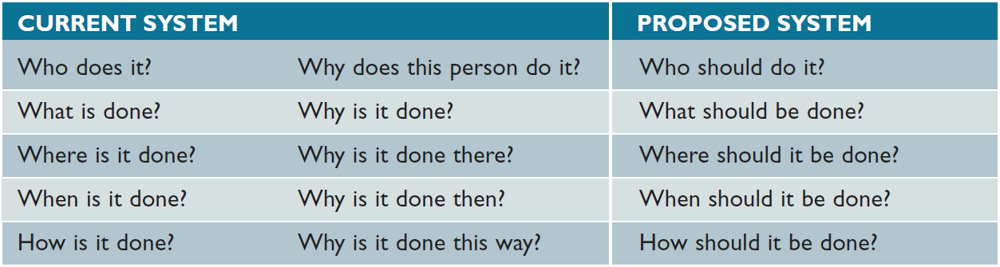 CURRENT SYSTEM PROPOSED SYSTEM
Who does it? Why does this person do it? Who should do it?
What is done? Why is it done? What should be done?
Where is it done? Why is it done there? Where should it be done?
When is it done? Why is it done then? When should it be done?
How is it done? Why is it done this way? How should it be done?